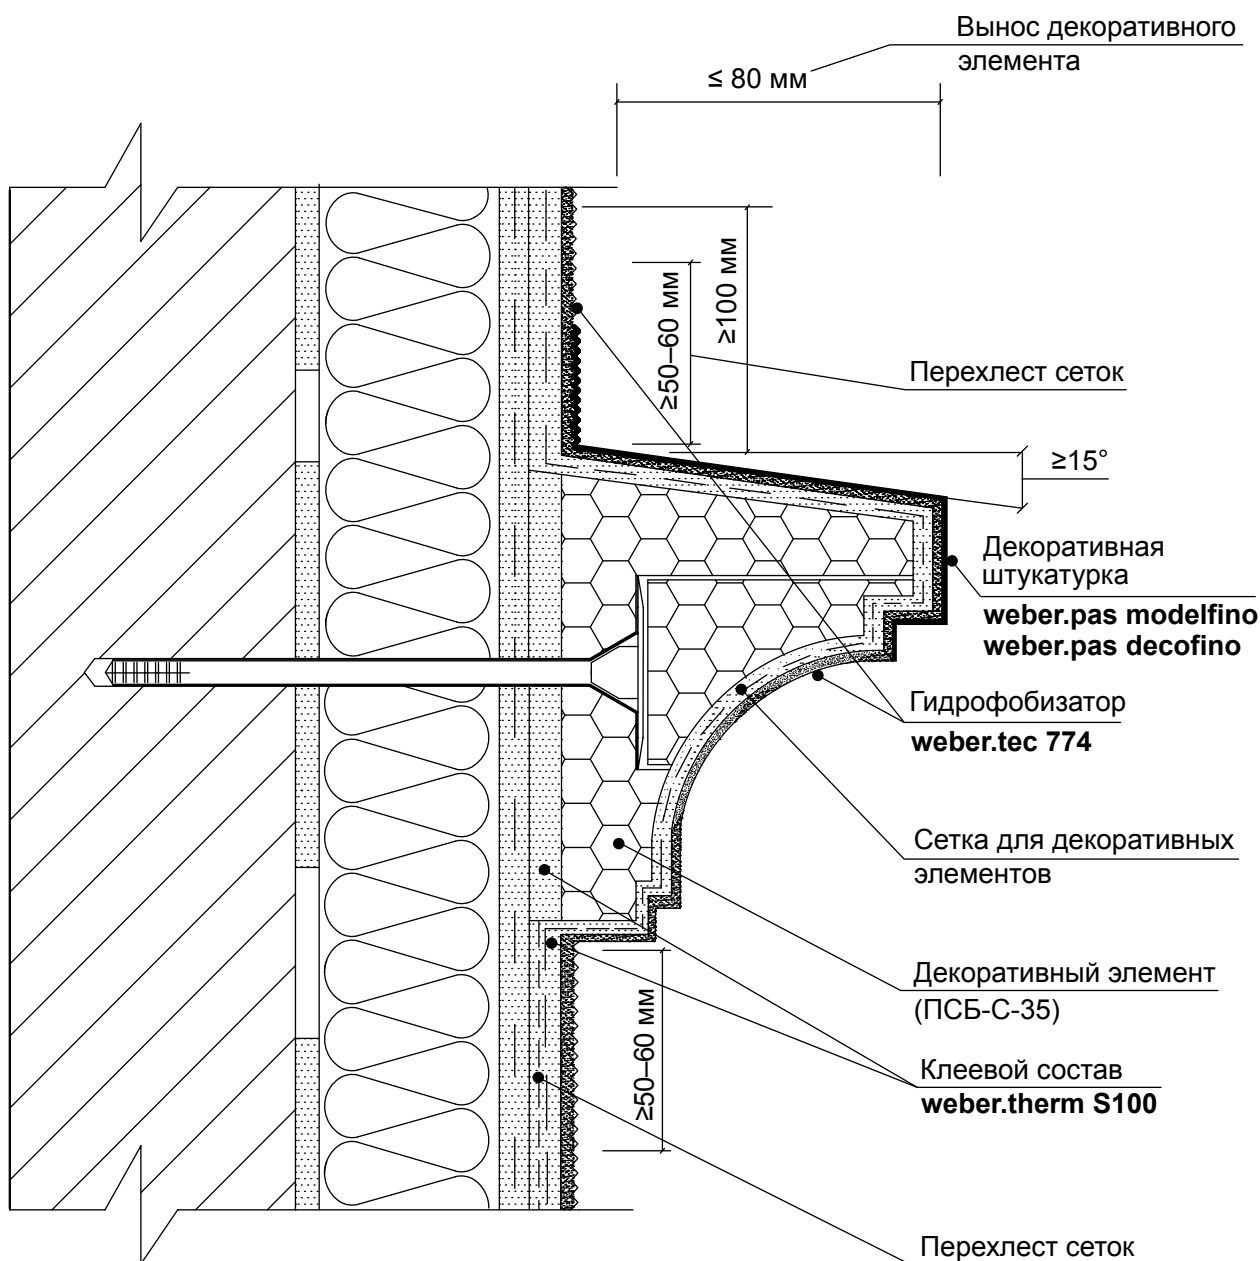 Вынос декоративного
элемента
≤ 80 мм
≥100 мм
≥50–60 мм
Перехлест сеток
≥15°
Декоративная
штукатурка
weber.pas modelfino
weber.pas decofino
Гидрофобизатор
weber.tec 774
Сетка для декоративных
элементов
Декоративный элемент
(ПСБ-С-35)
≥50–60 мм
Клеевой состав
weber.therm S100
Перехлест сеток